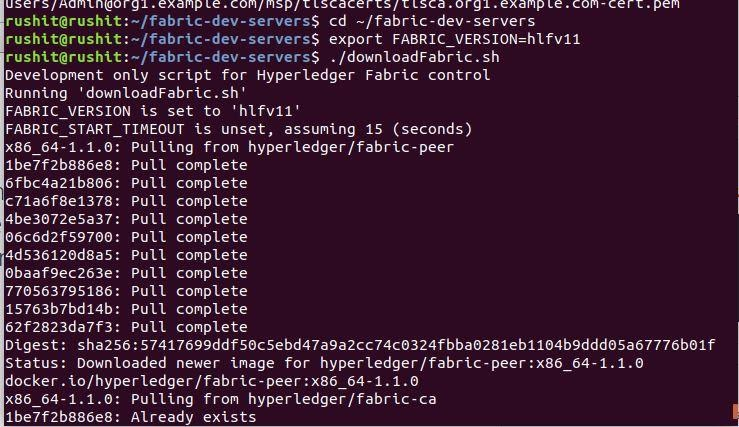 users/Admin@org1.example.com/msp/tlscacerts/tlsca.org1.example.com-cert.pem
rushit@rushit:~/fabric-dev-servers$ cd ~/fabric-dev-servers
rushit@rushit:~/fabric-dev-servers$ export FABRIC_VERSION=hlfv11
rushit@rushit:~/fabric-dev-servers$ ./downloadFabric.sh
Development only script for Hyperledger Fabric control
Running 'downloadFabric.sh'
FABRIC_VERSION is set to 'hlfv11'
FABRIC_START_TIMEOUT is unset, assuming 15 (seconds)
x86_64-1.1.0: Pulling from hyperledger/fabric-peer
1be7f2b886e8: Pull complete
6fbc4a21b806: Pull complete
c71a6f8e1378: Pull complete
4be3072e5a37: Pull complete
06c6d2f59700: Pull complete
4d536120d8a5: Pull complete
0baaf9ec263e: Pull complete
770563795186: Pull complete
15763b7bd14b: Pull complete
62f2823da7f3: Pull complete
Digest: sha256:57417699ddf50c5ebd47a9a2cc74c0324fbba0281eb1104b9ddd05a67776b01f
Status: Downloaded newer image for hyperledger/fabric-peer:x86_64-1.1.0
docker.io/hyperledger/fabric-peer:x86_64-1.1.0
x86_64-1.1.0: Pulling from hyperledger/fabric-ca
1be7f2b886e8: Already exists